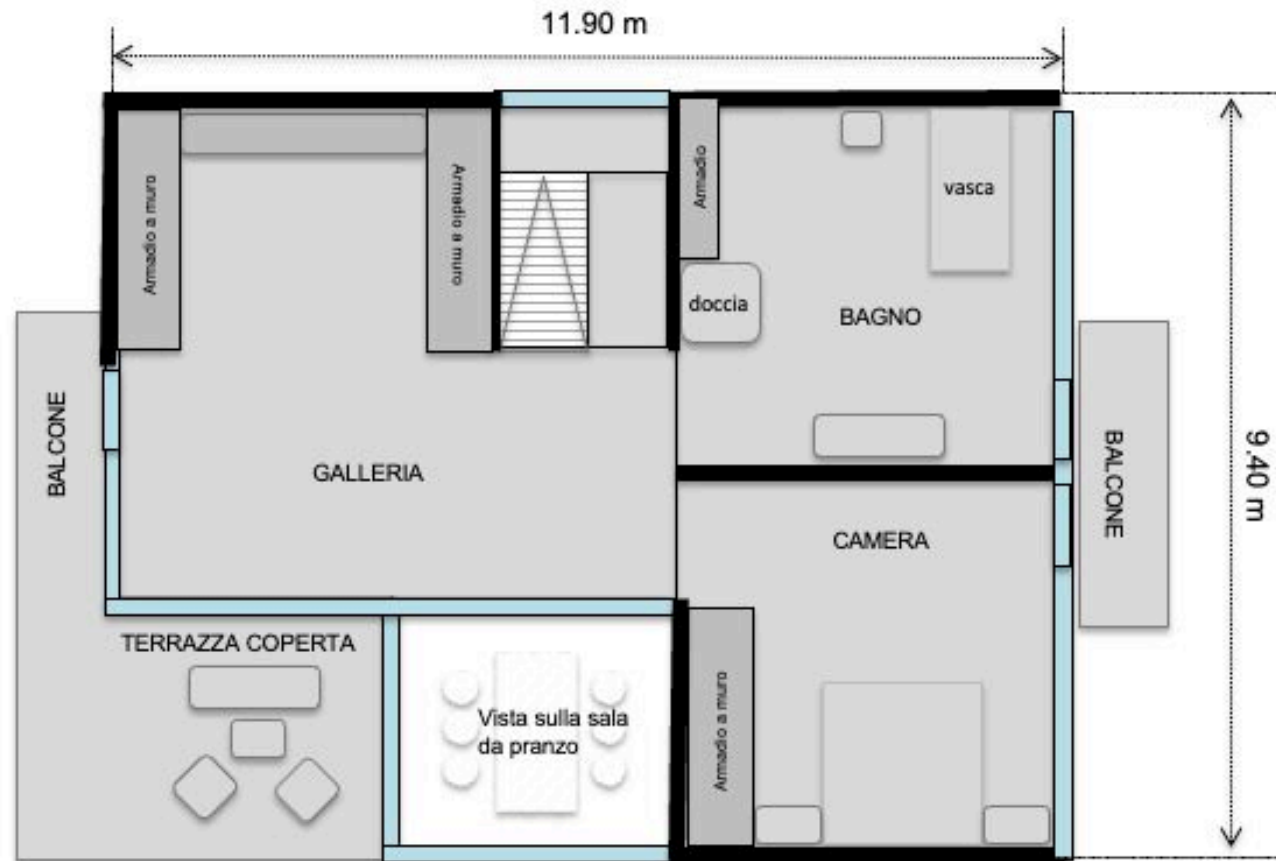 11.90 m
Armadio a muro
Armadio a muro
Armadio
vasca
doccia
BAGNO
BALCONE
GALLERIA
BALCONE
9.40 m
CAMERA
TERRAZZA COPERTA
Vista sulla sala
da pranzo
Armadio a muro